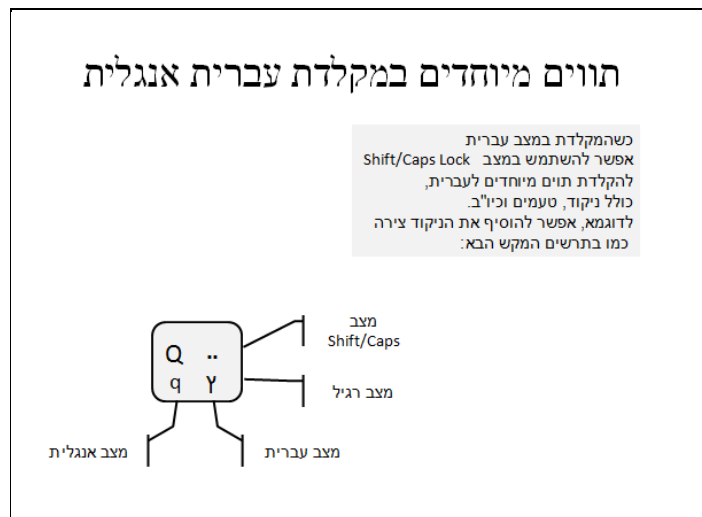 תווים מיוחדים במקלדת עברית אנגלית
כשהמקלדת במצב עברית
אפשר להשתמש במצב Shift/Caps Lock
להקלדת תוים מיוחדים לעברית,
כולל ניקוד, טעמים וכיו"ב.
לדוגמא, אפשר להוסיף את הניקוד צירה
כמו בתרשים המקש הבא:
מצב
Shift/Caps
Q ..
q ץ
מצב רגיל
מצב עברית
מצב אנגלית